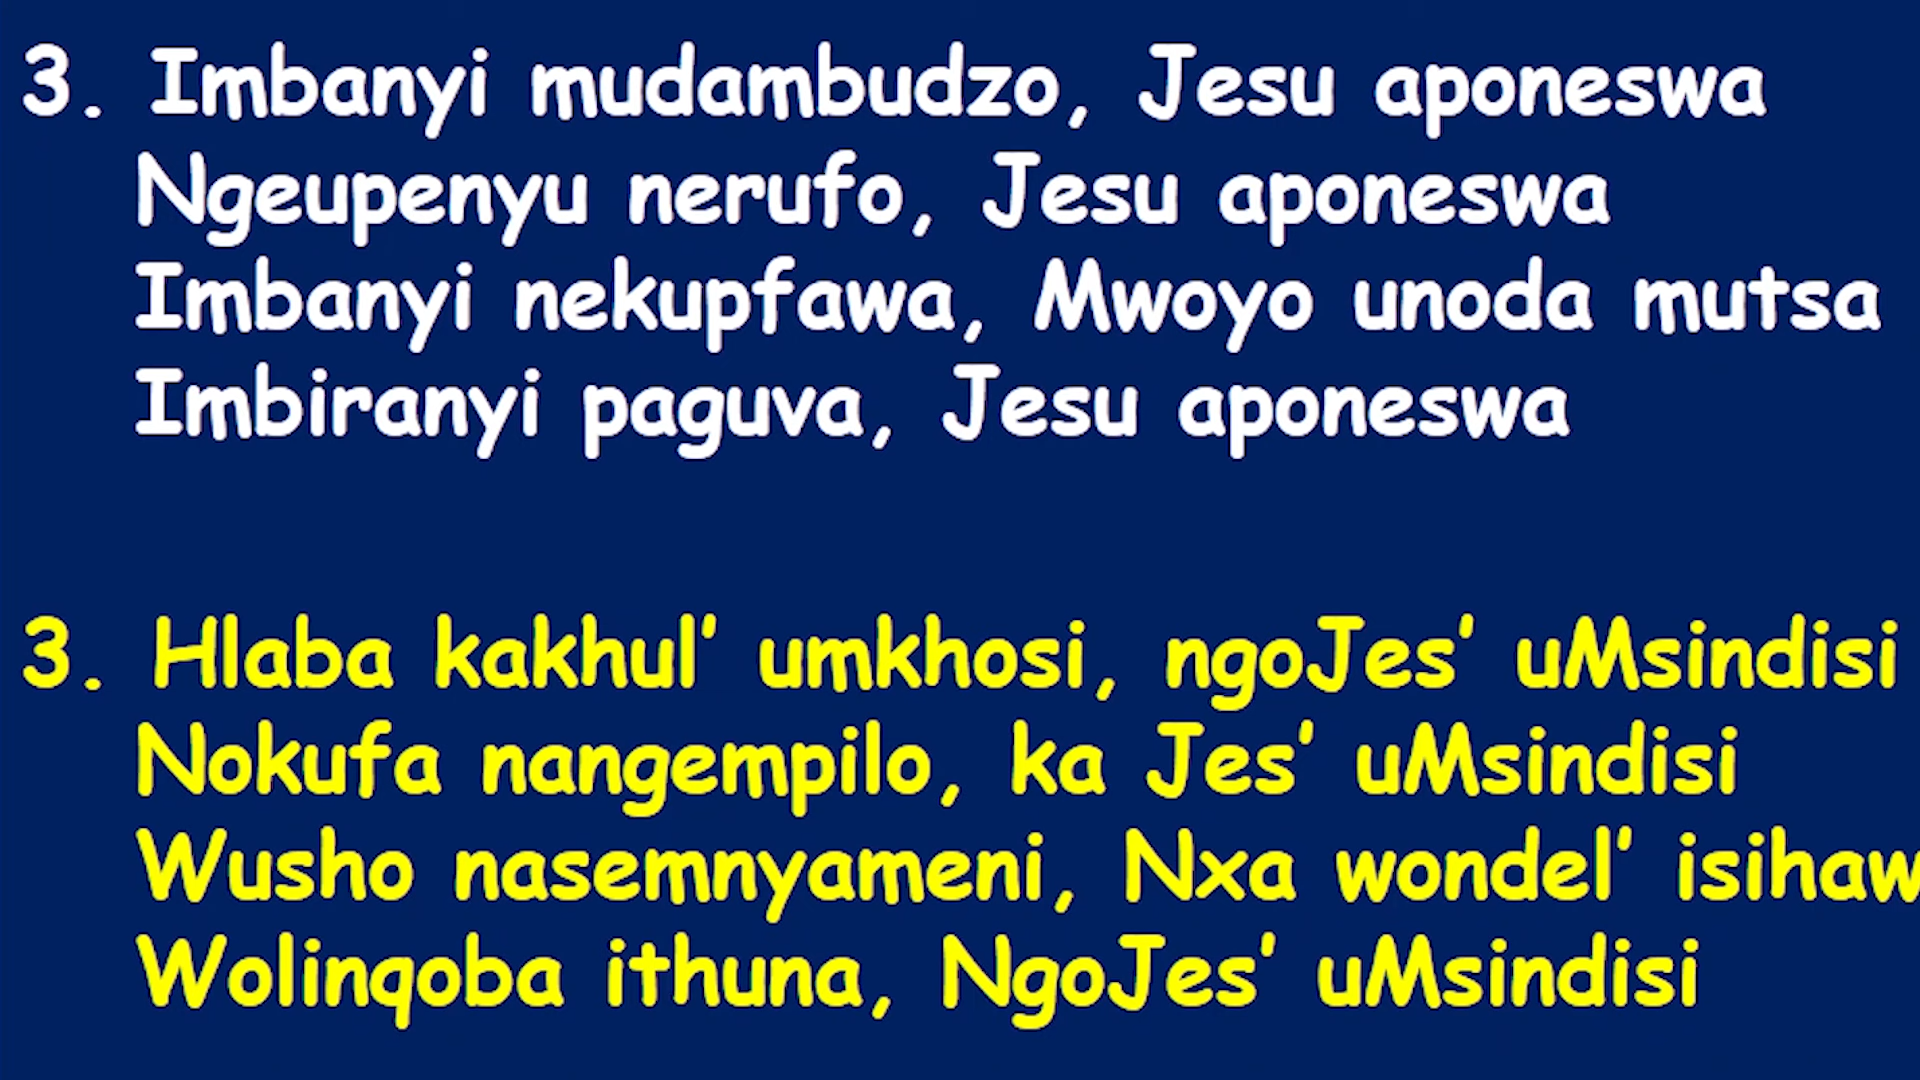 3. Imbanyi mudambudzo, Jesu aponeswa
Ngeupenyu nerufo, Jesu aponeswa
Imbanyi nekupfawa, Mwoyo unoda mutsa
Imbiranyi paguva, Jesu aponeswa
3. Hlaba kakhul’ umkhosi, ngoJes’ uMsindisi
Nokufa nangempilo, ka Jes’ uMsindisi
Wusho nasemnyameni, Nxa wondel’ isihaw
Wolinqoba ithuna, NgoJes’ uMsindisi